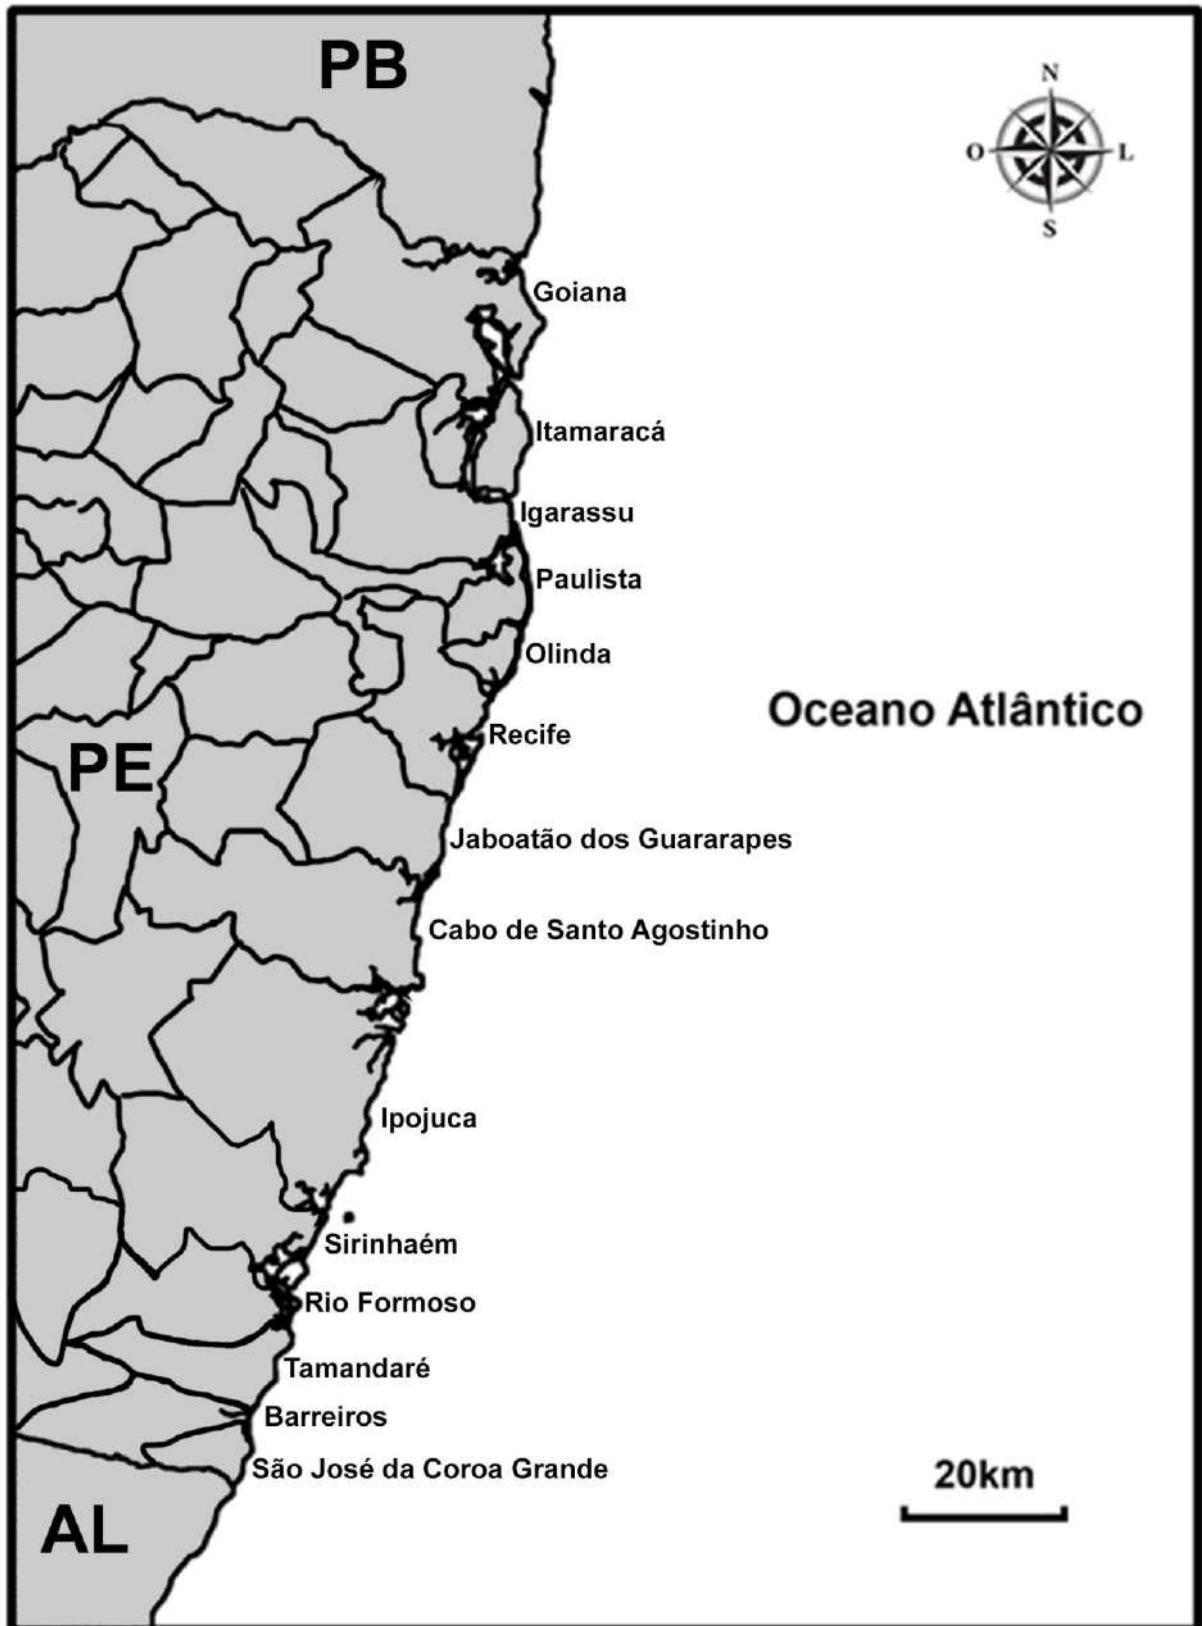 PB
N
O L
S
Goiana
Itamaracá
Igarassu
Paulista
Olinda
Oceano Atlântico
Recife
PE
Jaboatão dos Guararapes
Cabo de Santo Agostinho
Ipojuca
Sirinhaém
Rio Formoso
Tamandaré
Barreiros
São José da Coroa Grande
20km
AL